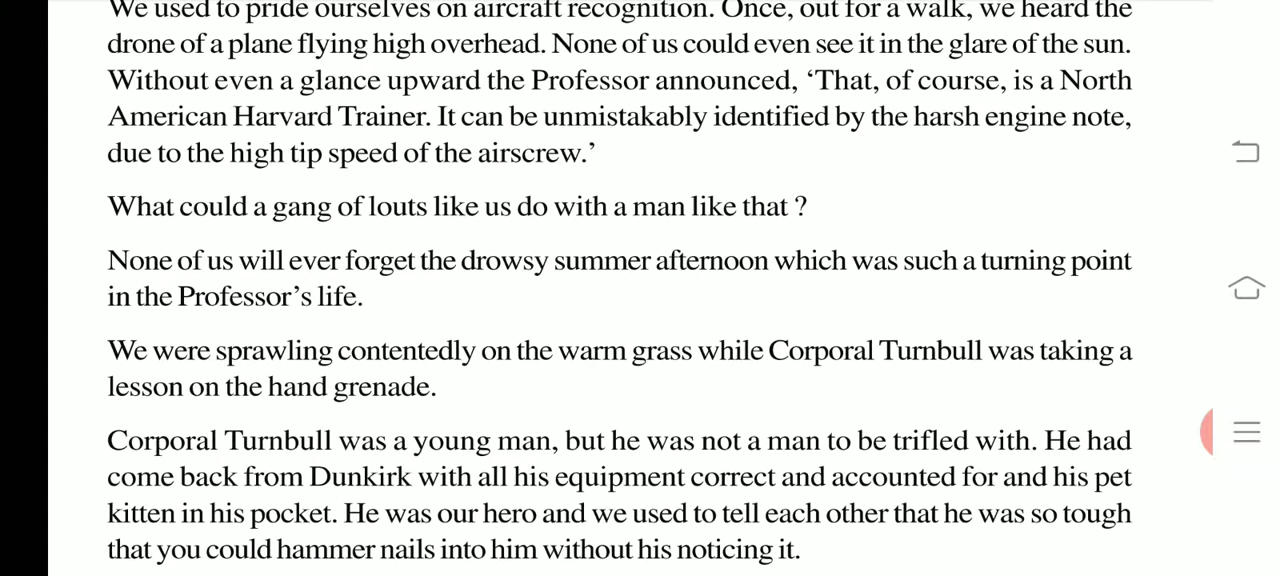 We used to pride ourselves on aircraft recognition. Once, out for a walk, we heard the
drone of a plane flying high overhead. None of us could even see it in the glare of the sun.
Without even a glance upward the Professor announced, ‘That, of course, is a North
American Harvard Trainer. It can be unmistakably identified by the harsh engine note,
due to the high tip speed of the airscrew.’
What could a gang of louts like us do with a man like that ?
None of us will ever forget the drowsy summer afternoon which was such a turning point
in the Professor’s life.
We were sprawling contentedly on the warm grass while Corporal Turnbull was taking a
lesson on the hand grenade.
Corporal Turnbull was a young man, but he was not a man to be trifled with. He had
come back from Dunkirk with all his equipment correct and accounted for and his pet
kitten in his pocket. He was our hero and we used to tell each other that he was so tough
that you could hammer nails into him without his noticing it.